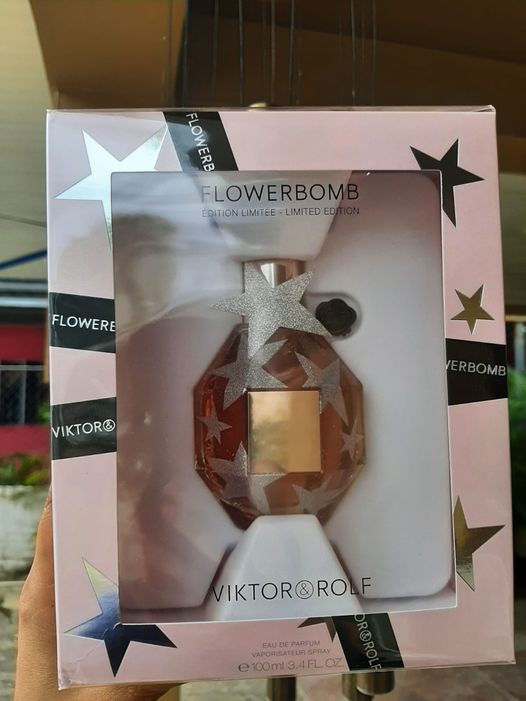 FLOWERB
FLOWERBOMB
EDITION LIMITÉE - LIMITED EDITION
FLOWERE
VERBOMB
VIKTOR&
VIKTOR&ROLF
EAU DE PARFUM
VAPORISATEUR SPRAY
e 100 ml 3.4 FL. OZ.
OR&ROLF